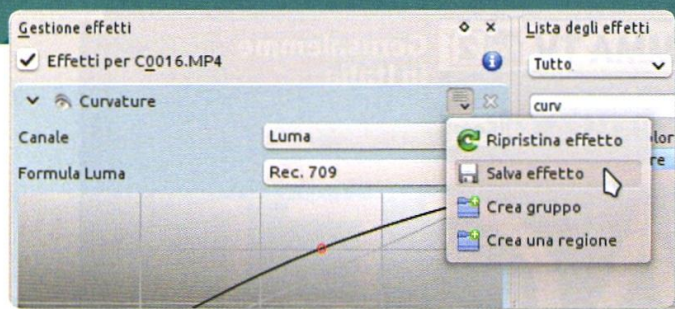 Gestione effetti
Effetti per C0016.MP4
Curvature
Canale
Luma
Formula Luma
Rec. 709
Ripristina effetto
Salva effetto
Crea gruppo
Crea una regione
Lista degli effetti
Tutto
curv